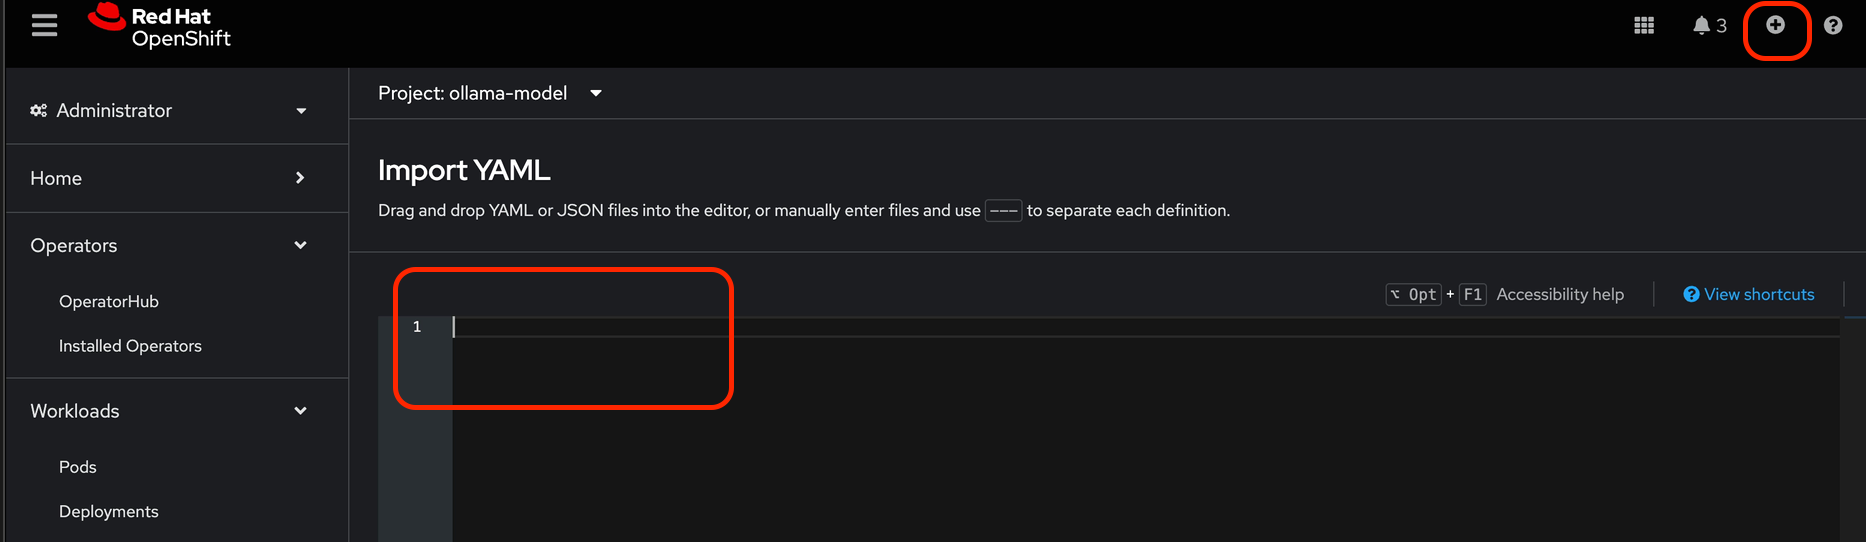 Red Hat
OpenShift
3
Administrator
Home
Operators
OperatorHub
Installed Operators
Workloads
Pods
Deployments
Project: ollama-model
Import YAML
Drag and drop YAML or JSON files into the editor, or manually enter files and use --- to separate each definition.
⌥ Opt + F1 Accessibility help
View shortcuts
1